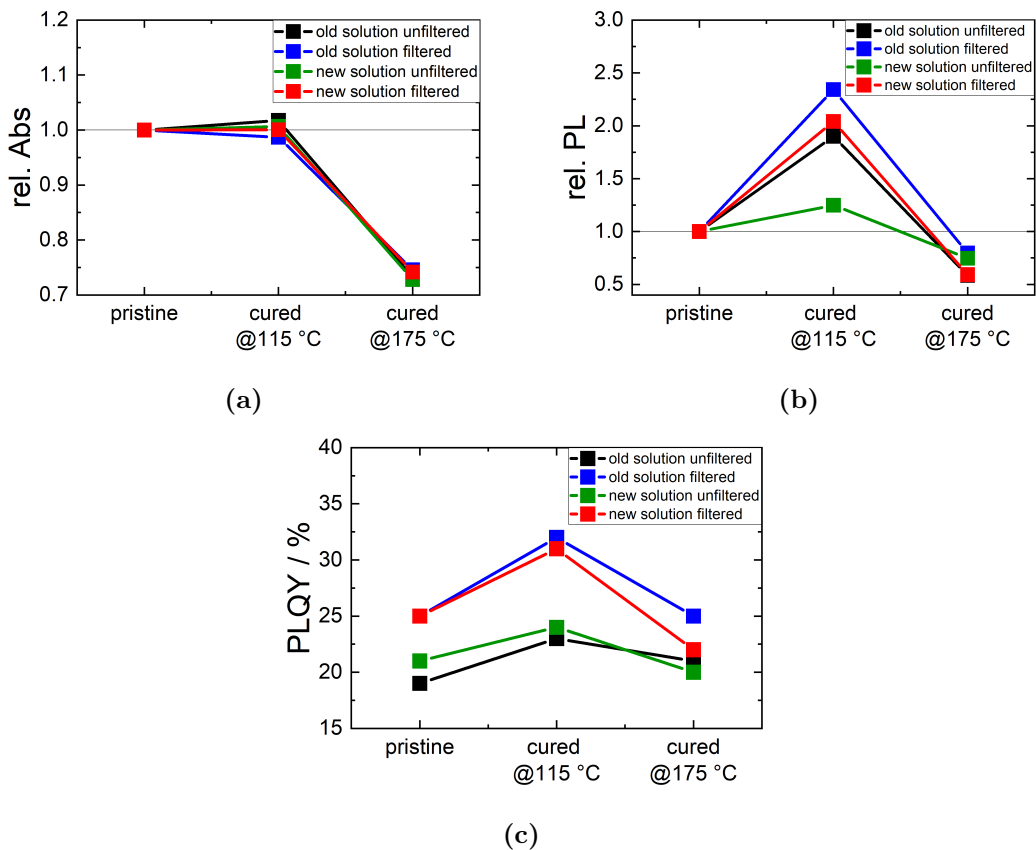 1.2
1.1
1.0
0.9
0.8
0.7
rel. Abs
old solution unfiltered
old solution filtered
new solution unfiltered
new solution filtered
pristine
cured
@115 °C
cured
@175 °C
(a)
3.0
2.5
2.0
1.5
1.0
0.5
rel. PL
old solution unfiltered
old solution filtered
new solution unfiltered
new solution filtered
pristine
cured
@115 °C
cured
@175 °C
(b)
40
35
30
25
20
15
PLQY / %
old solution unfiltered
old solution filtered
new solution unfiltered
new solution filtered
pristine
cured
@115 °C
cured
@175 °C
(c)